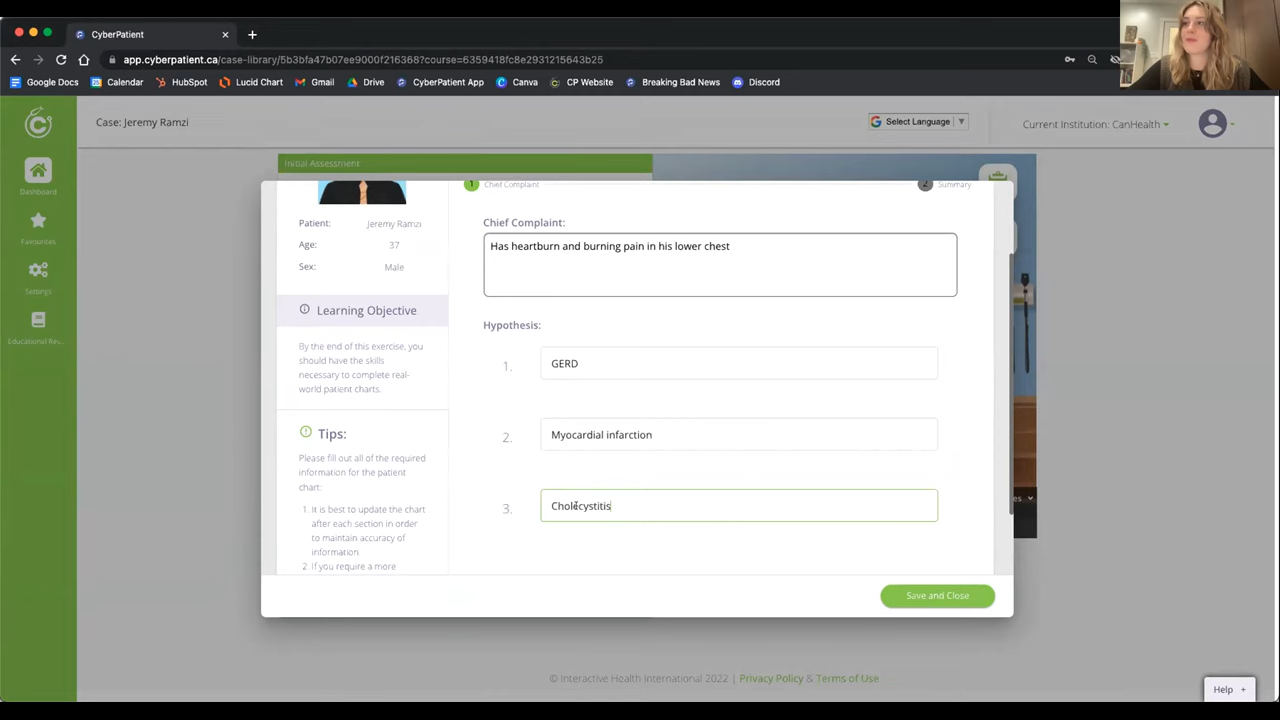 CyberPatient
app.cyberpatient.ca/case-library/5b3bfa47b07ee9000f216368?course=6359418fc8e2931215643b25
Google Docs
Calendar
HubSpot
Lucid Chart
Gmail
Drive
CyberPatient App
Canva
CP Website
Breaking Bad News
Discord
Case: Jeremy Ramzi
Select Language
Current Institution: CanHealth
Dashboard
Favourites
Settings
Educational Res...
Initial Assessment
1 Chief Complaint
2 Summary
Patient: Jeremy Ramzi
Age: 37
Sex: Male
Learning Objective
By the end of this exercise, you
should have the skills
necessary to complete real-
world patient charts.
Tips:
Please fill out all of the required
information for the patient
chart:
1. It is best to update the chart
after each section in order
to maintain accuracy of
information.
2 If you require a more
Chief Complaint:
Has heartburn and burning pain in his lower chest
Hypothesis:
1. GERD
2. Myocardial infarction
3. Cholecystitis
Save and Close
© Interactive Health International 2022 | Privacy Policy & Terms of Use
Help +